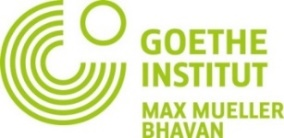 GOETHE
INSTITUT
MAX MUELLER
BHAVAN